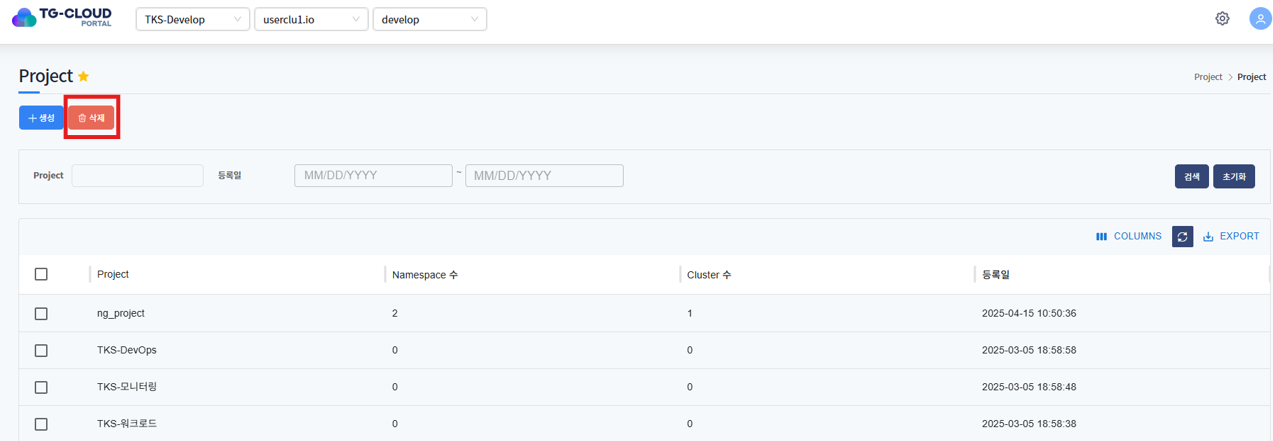 TG-CLOUD
PORTAL
TKS-Develop
userclu1.io
develop
Project
Project > Project
+ 생성
삭제
Project
등록일
MM/DD/YYYY ~ MM/DD/YYYY
검색
초기화
COLUMNS
EXPORT
Project Namespace 수 Cluster 수 등록일
ng_project 2 1 2025-04-15 10:50:36
TKS-DevOps 0 0 2025-03-05 18:58:58
TKS-모니터링 0 0 2025-03-05 18:58:48
TKS-워크로드 0 0 2025-03-05 18:58:38